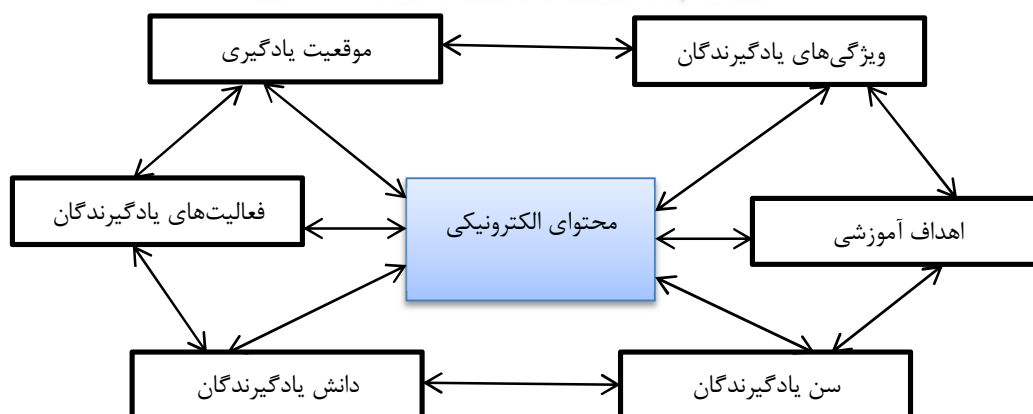 ویژگی‌های یادگیرندگان
موقعیت یادگیری
محتوای الکترونیکی
اهداف آموزشی
فعالیت‌های یادگیرندگان
سن یادگیرندگان
دانش یادگیرندگان